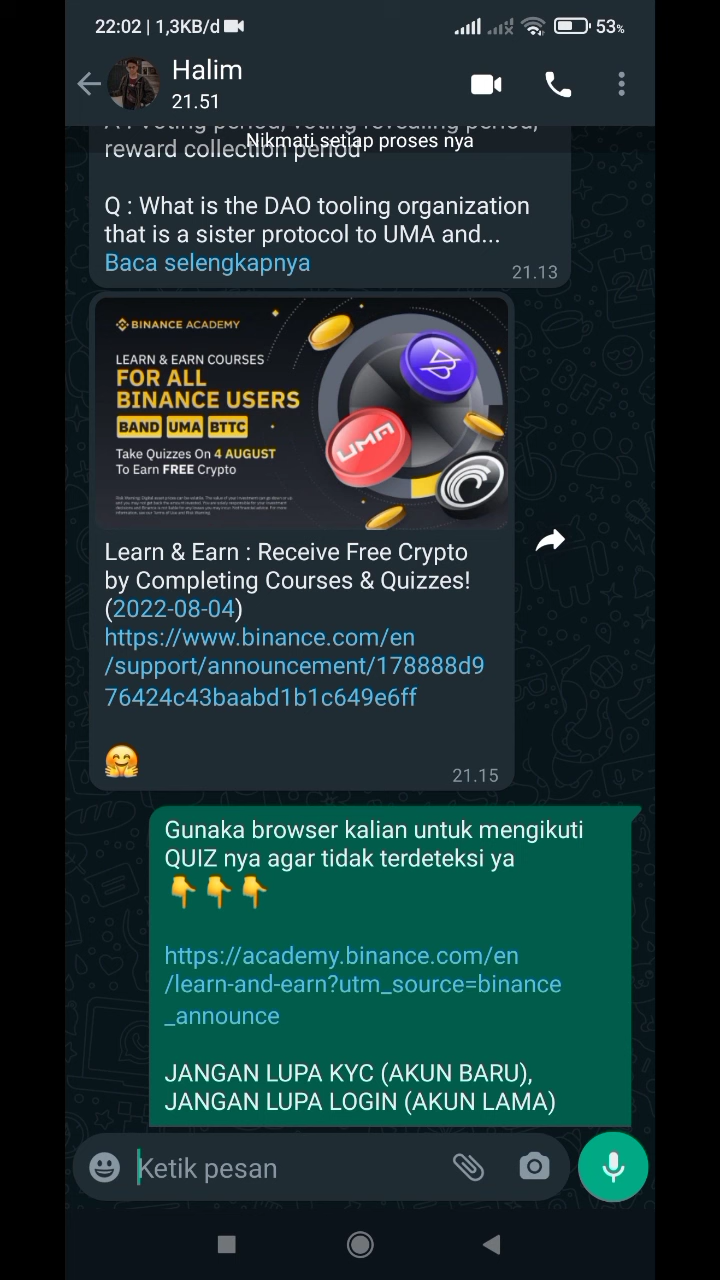 22:02 | 1,3KB/d
53%
Halim
21.51
Nikmati setiap proses nya
A : voting period, voting revealing period,
reward collection period
Q : What is the DAO tooling organization
that is a sister protocol to UMA and...
Baca selengkapnya
21.13
BINANCE ACADEMY
LEARN & EARN COURSES
FOR ALL
BINANCE USERS
BAND UMA BTTC
Take Quizzes On 4 AUGUST
To Earn FREE Crypto
UMA
Learn & Earn : Receive Free Crypto
by Completing Courses & Quizzes!
(2022-08-04)
https://www.binance.com/en
/support/announcement/178888d9
76424c43baabd1b1c649e6ff
🤗
21.15
Gunaka browser kalian untuk mengikuti
QUIZ nya agar tidak terdeteksi ya
👇👇👇
https://academy.binance.com/en
/learn-and-earn?utm_source=binance
_announce
JANGAN LUPA KYC (AKUN BARU),
JANGAN LUPA LOGIN (AKUN LAMA)
Ketik pesan